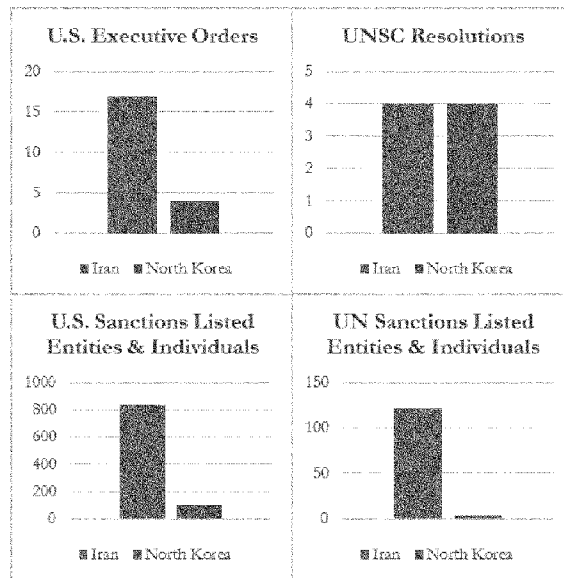 U.S. Executive Orders
20
15
10
5
0
Iran North Korea
UNSC Resolutions
5
4
3
2
1
0
Iran North Korea
U.S. Sanctions Listed
Entities & Individuals
1000
800
600
400
200
0
Iran North Korea
UN Sanctions Listed
Entities & Individuals
150
100
50
0
Iran North Korea